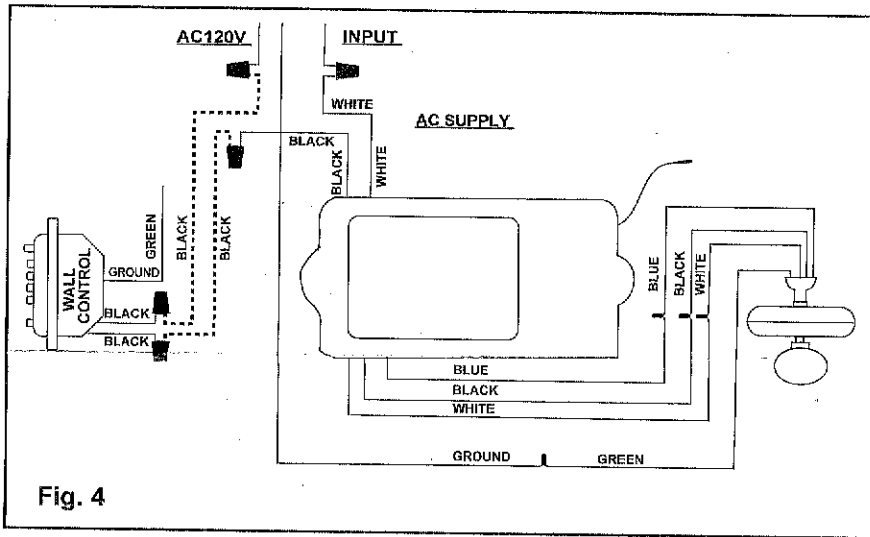 AC120V
INPUT
WHITE
AC SUPPLY
BLACK
BLACK
WHITE
GREEN
BLACK
BLACK
GROUND
WALL CONTROL
BLACK
BLACK
BLUE
BLACK
WHITE
BLUE
BLACK
WHITE
GROUND
GREEN
Fig. 4